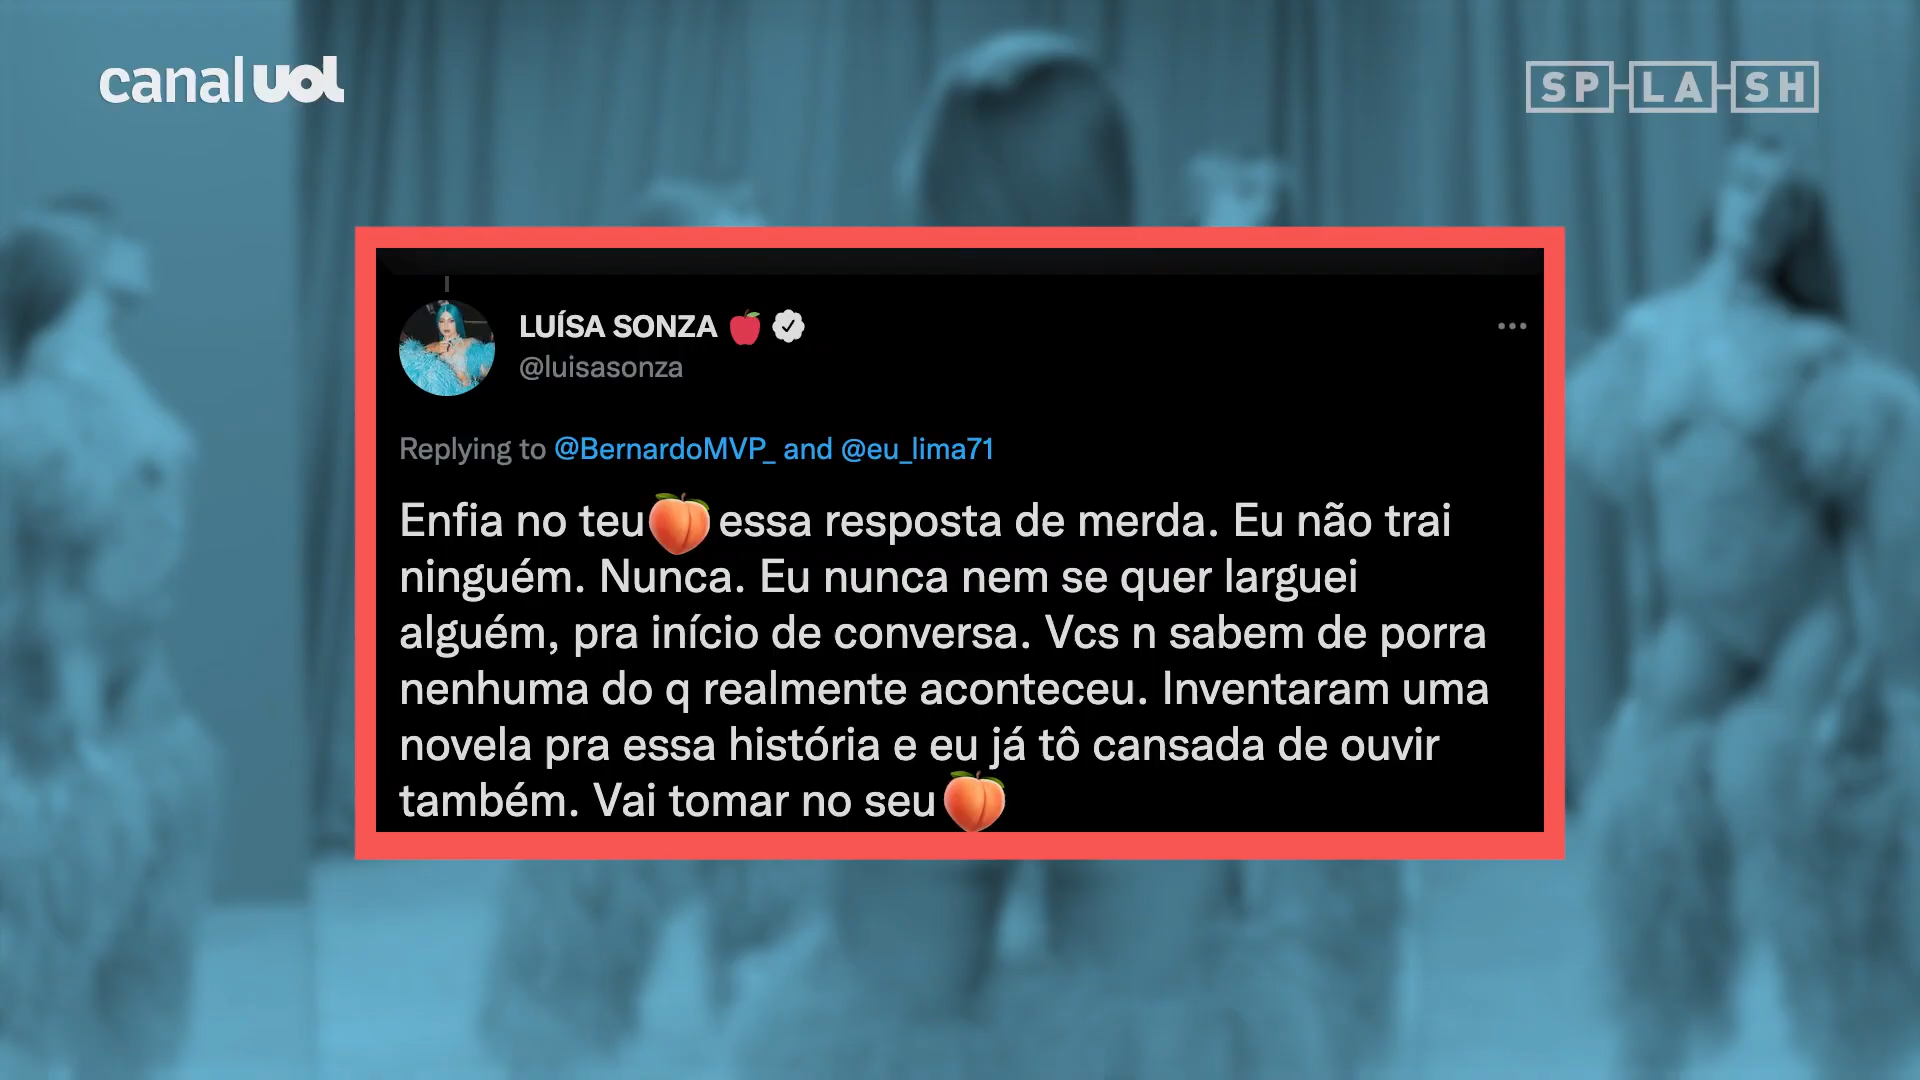 canal uol
SPLASH
LUÍSA SONZA 🍎
@luisasonza
Replying to @BernardoMVP_ and @eu_lima71
Enfia no teu🍑essa resposta de merda. Eu não trai
ninguém. Nunca. Eu nunca nem se quer larguei
alguém, pra início de conversa. Vcs n sabem de porra
nenhuma do q realmente aconteceu. Inventaram uma
novela pra essa história e eu já tô cansada de ouvir
também. Vai tomar no seu🍑